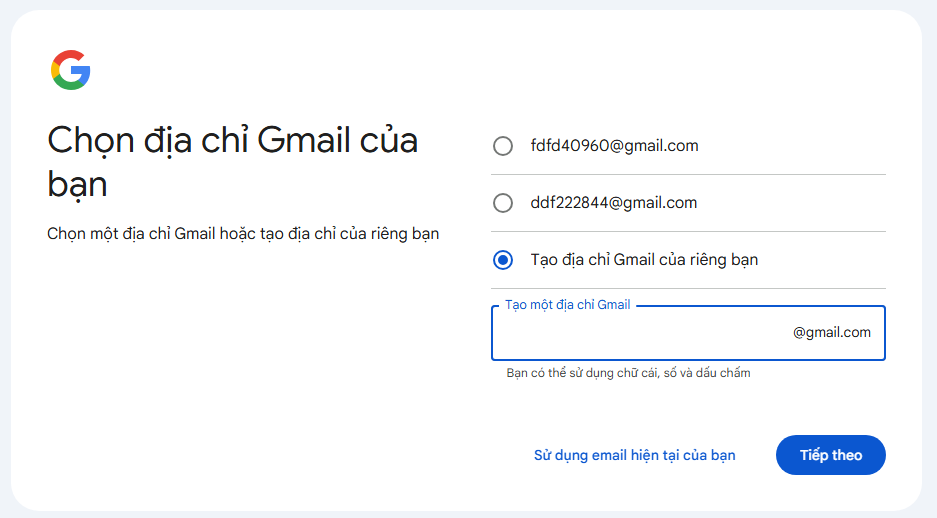 Chọn địa chỉ Gmail của
bạn
Chọn một địa chỉ Gmail hoặc tạo địa chỉ của riêng bạn
fdfd40960@gmail.com
ddf222844@gmail.com
Tạo địa chỉ Gmail của riêng bạn
Tạo một địa chỉ Gmail
@gmail.com
Bạn có thể sử dụng chữ cái, số và dấu chấm
Sử dụng email hiện tại của bạn
Tiếp theo